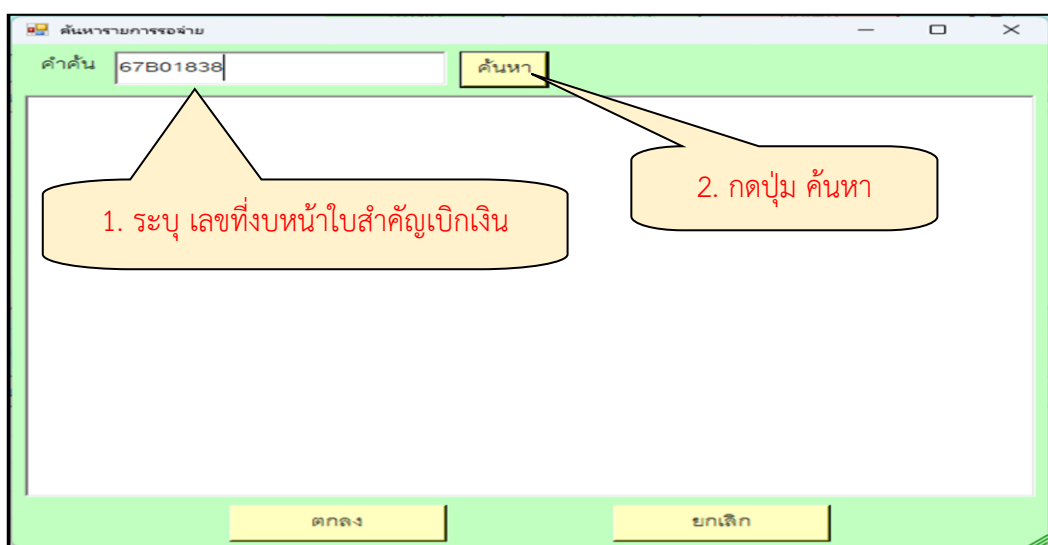 ค้นหารายการรอจ่าย
คำค้น 67B01838 ค้นหา
2. กดปุ่ม ค้นหา
1. ระบุ เลขที่งบหน้าใบสำคัญเบิกเงิน
ตกลง ยกเลิก